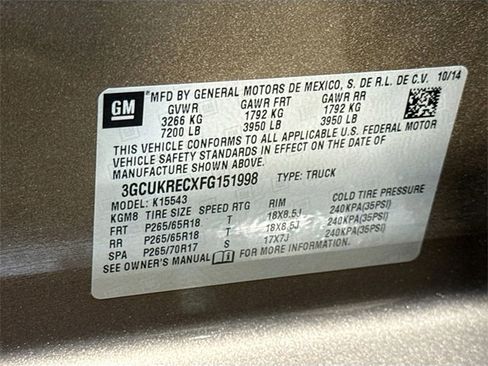 GM
MFD BY GENERAL MOTORS DE MEXICO, S. DE R.L. DE C.V. 10/14
GVWR GAWR FRT GAWR RR
3266 KG 1792 KG 1792 KG
7200 LB 3950 LB 3950 LB
THIS VEHICLE CONFORMS TO ALL APPLICABLE U.S. FEDERAL MOTOR
VEHICLE SAFETY STANDARDS IN EFFECT ON THE DATE OF
MANUFACTURE SHOWN ABOVE.
3GCUKRECXFG151998 TYPE: TRUCK
MODEL: K15543
KGM8 TIRE SIZE SPEED RTG RIM COLD TIRE PRESSURE
FRT P265/65R18 T 18X8.5J 240KPA(35PSI)
RR P265/65R18 T 18X8.5J 240KPA(35PSI)
SPA P265/70R17 S 17X7J 240KPA(35PSI)
SEE OWNER'S MANUAL FOR MORE INFORMATION.